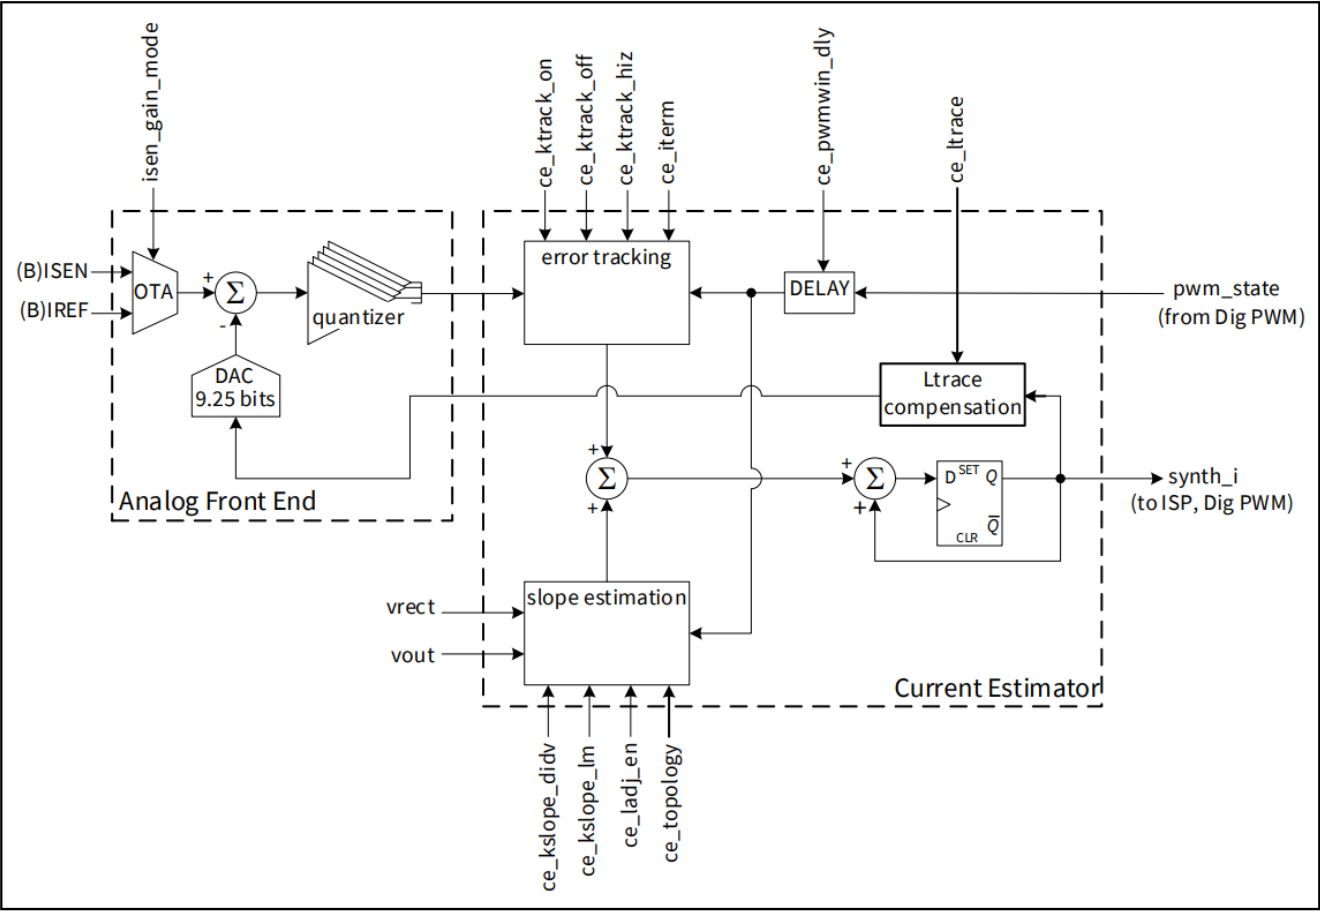 isen_gain_mode
ce_ktrack_on
ce_ktrack_off
ce_ktrack_hiz
ce_iterm
ce_pwmwin_dly
ce_ltrace
(B)ISEN
(B)IREF
OTA
+
Σ
-
quantizer
DAC
9.25 bits
Analog Front End
error tracking
DELAY
pwm_state
(from Dig PWM)
Ltrace
compensation
+
Σ
+
+
Σ
+
D SET Q
CLR Q̅
synth_i
(to ISP, Dig PWM)
vrect
vout
slope estimation
Current Estimator
ce_kslope_didv
ce_kslope_lm
ce_ladj_en
ce_topology